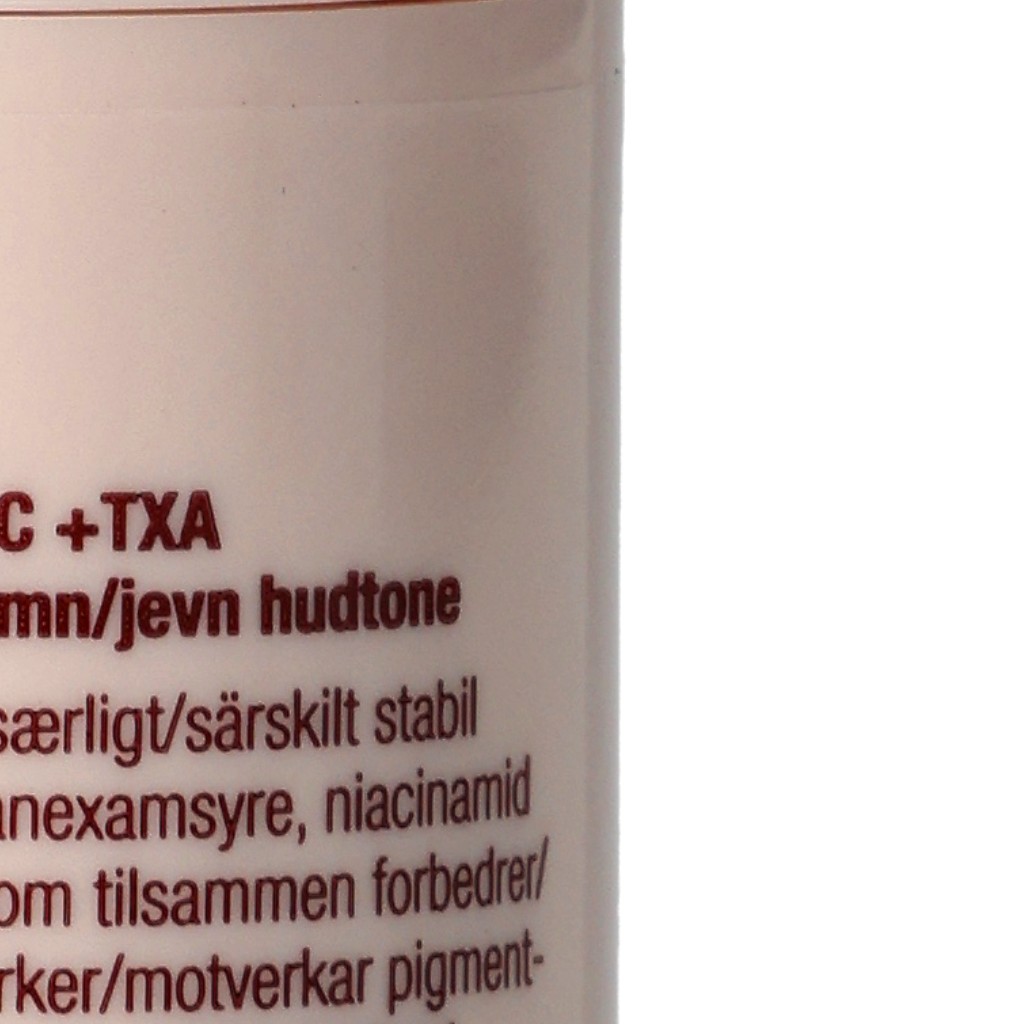 C +TXA
mn/jevn hudtone
særligt/särskilt stabil
anexamsyre, niacinamid
om tilsammen forbedrer/
rker/motverkar pigment-